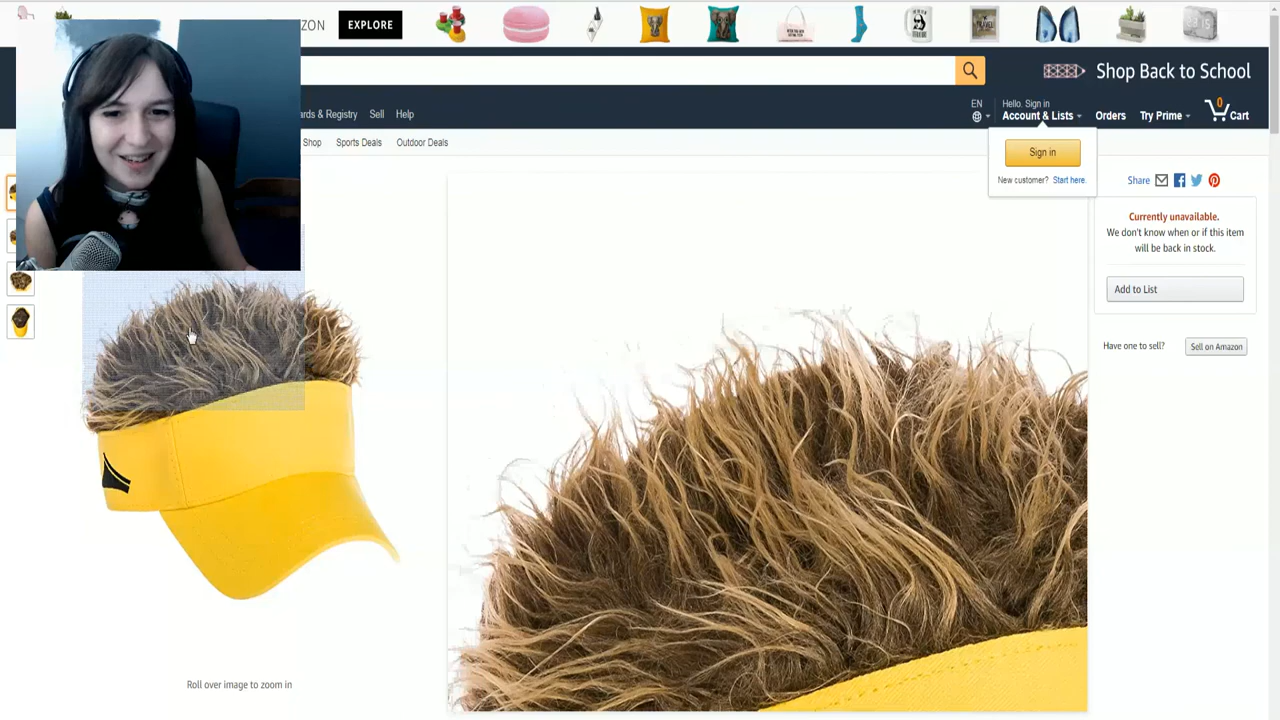 ZON
EXPLORE
Shop Back to School
rds & Registry
Sell
Help
EN
Hello. Sign in
Account & Lists
Orders
Try Prime
0
Cart
Shop
Sports Deals
Outdoor Deals
Sign in
New customer? Start here.
Share
Currently unavailable.
We don't know when or if this item
will be back in stock.
Add to List
Have one to sell?
Sell on Amazon
Roll over image to zoom in